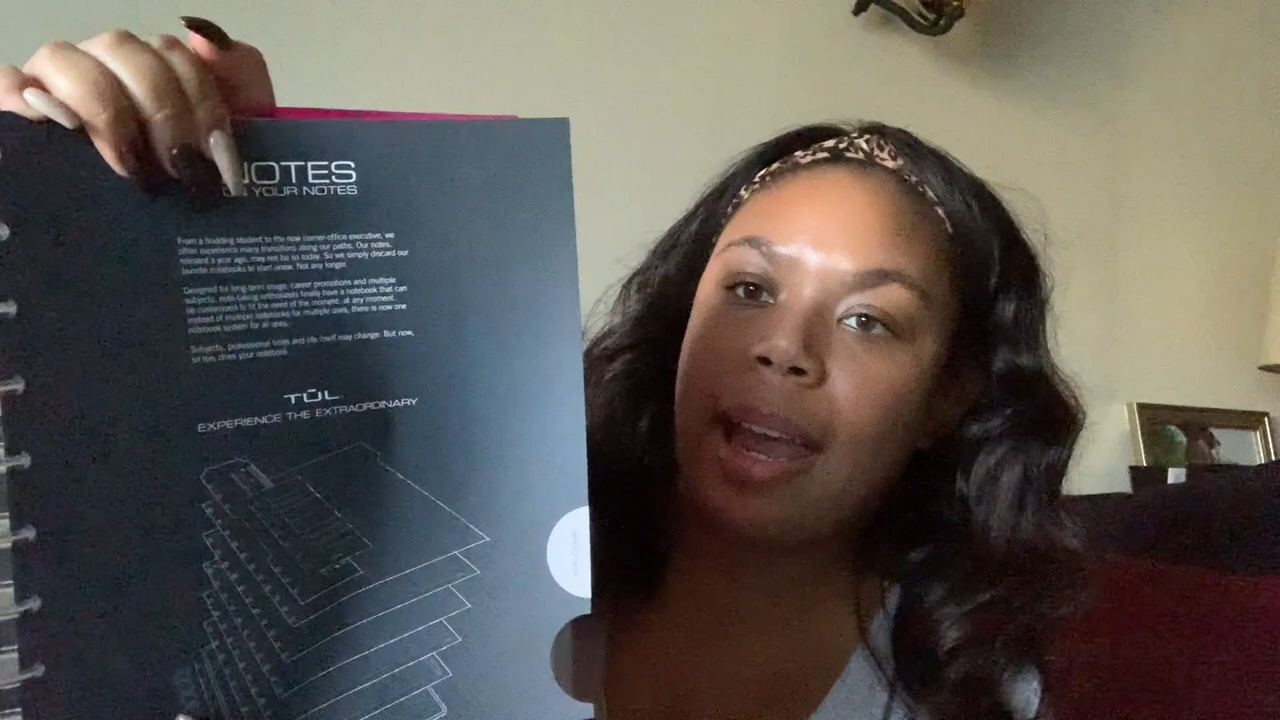 NOTES
ON YOUR NOTES
From a budding student to the now corner-office executive, we
often experience many transitions along our paths. Our notes,
relevant a year ago, may not be so today. So we simply discard our
favorite notebooks to start anew. Not any longer.
Designed for long-term usage, career promotions and multiple
subjects, note-taking enthusiasts finally have a notebook that can
be customized to fit the need of the moment, at any moment.
Instead of multiple notebooks for multiple uses, there is now one
notebook system for all uses.
Subjects, professional titles and life itself may change. But now,
so too, does your notebook.
TŪL
EXPERIENCE THE EXTRAORDINARY